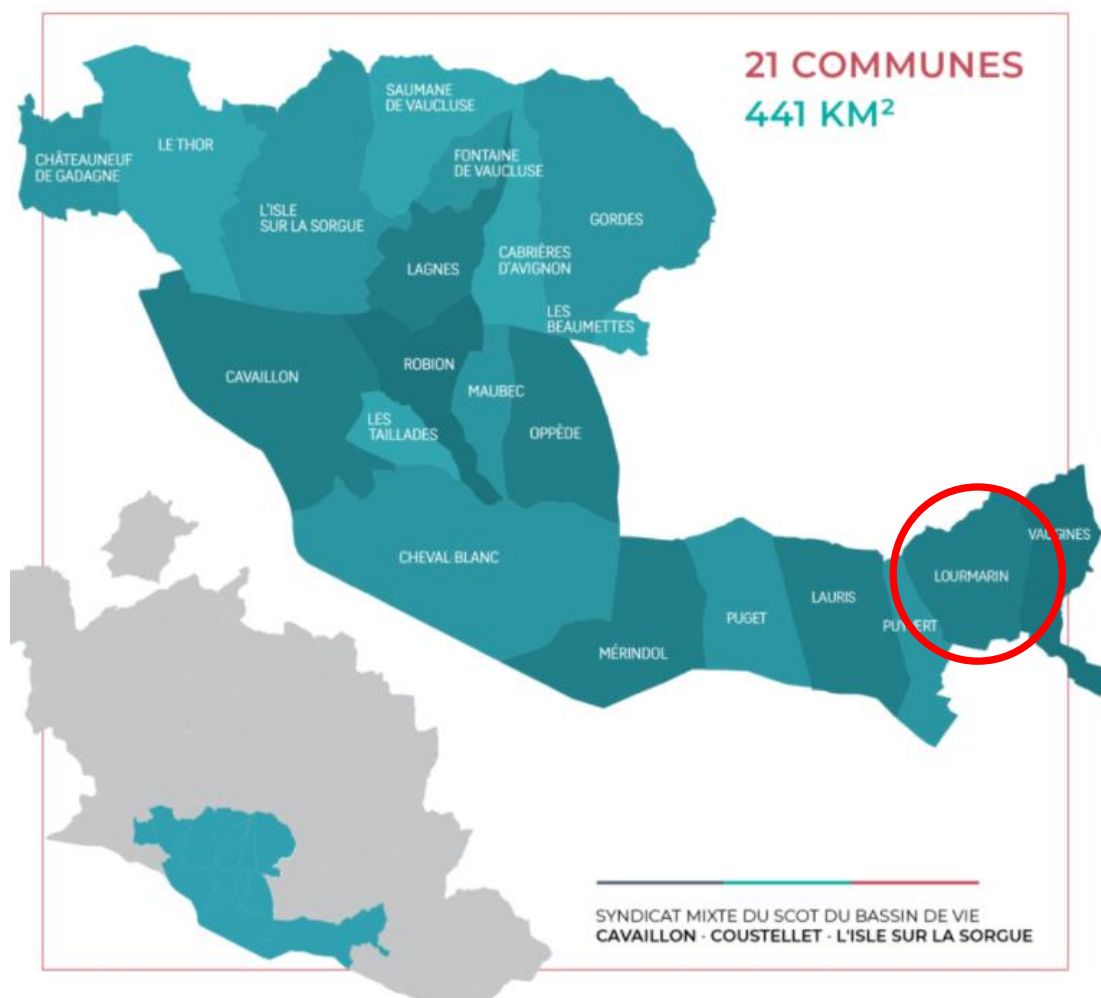 21 COMMUNES
441 KM²
SAUMANE
DE VAUCLUSE
LE THOR
CHÂTEAUNEUF
DE GADAGNE
FONTAINE
DE VAUCLUSE
L'ISLE
SUR LA SORGUE
GORDES
CABRIÈRES
D'AVIGNON
LAGNES
LES
BEAUMETTES
ROBION
CAVAILLON
MAUBEC
LES
TAILLADES
OPPÈDE
CHEVAL-BLANC
VAUGINES
LOURMARIN
LAURIS
PUGET
PUYVERT
MÉRINDOL
SYNDICAT MIXTE DU SCOT DU BASSIN DE VIE
CAVAILLON · COUSTELLET · L'ISLE SUR LA SORGUE